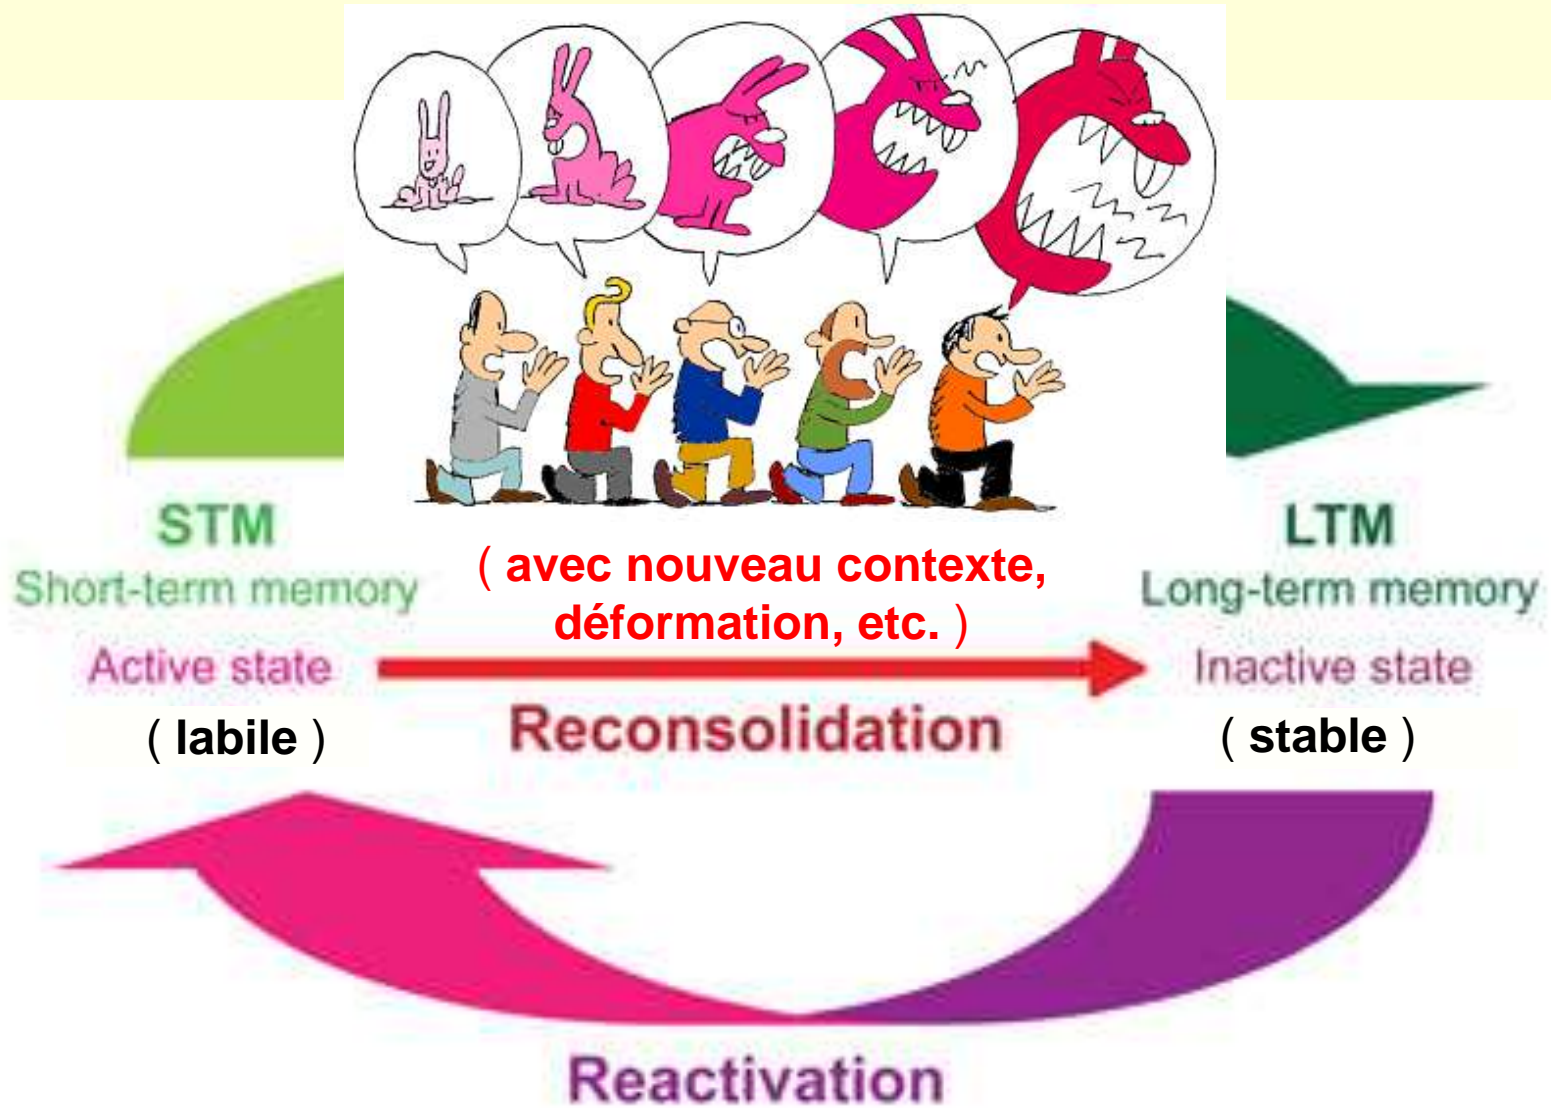 STM
Short-term memory
Active state
( labile )
( avec nouveau contexte,
déformation, etc. )
Reconsolidation
LTM
Long-term memory
Inactive state
( stable )
Reactivation